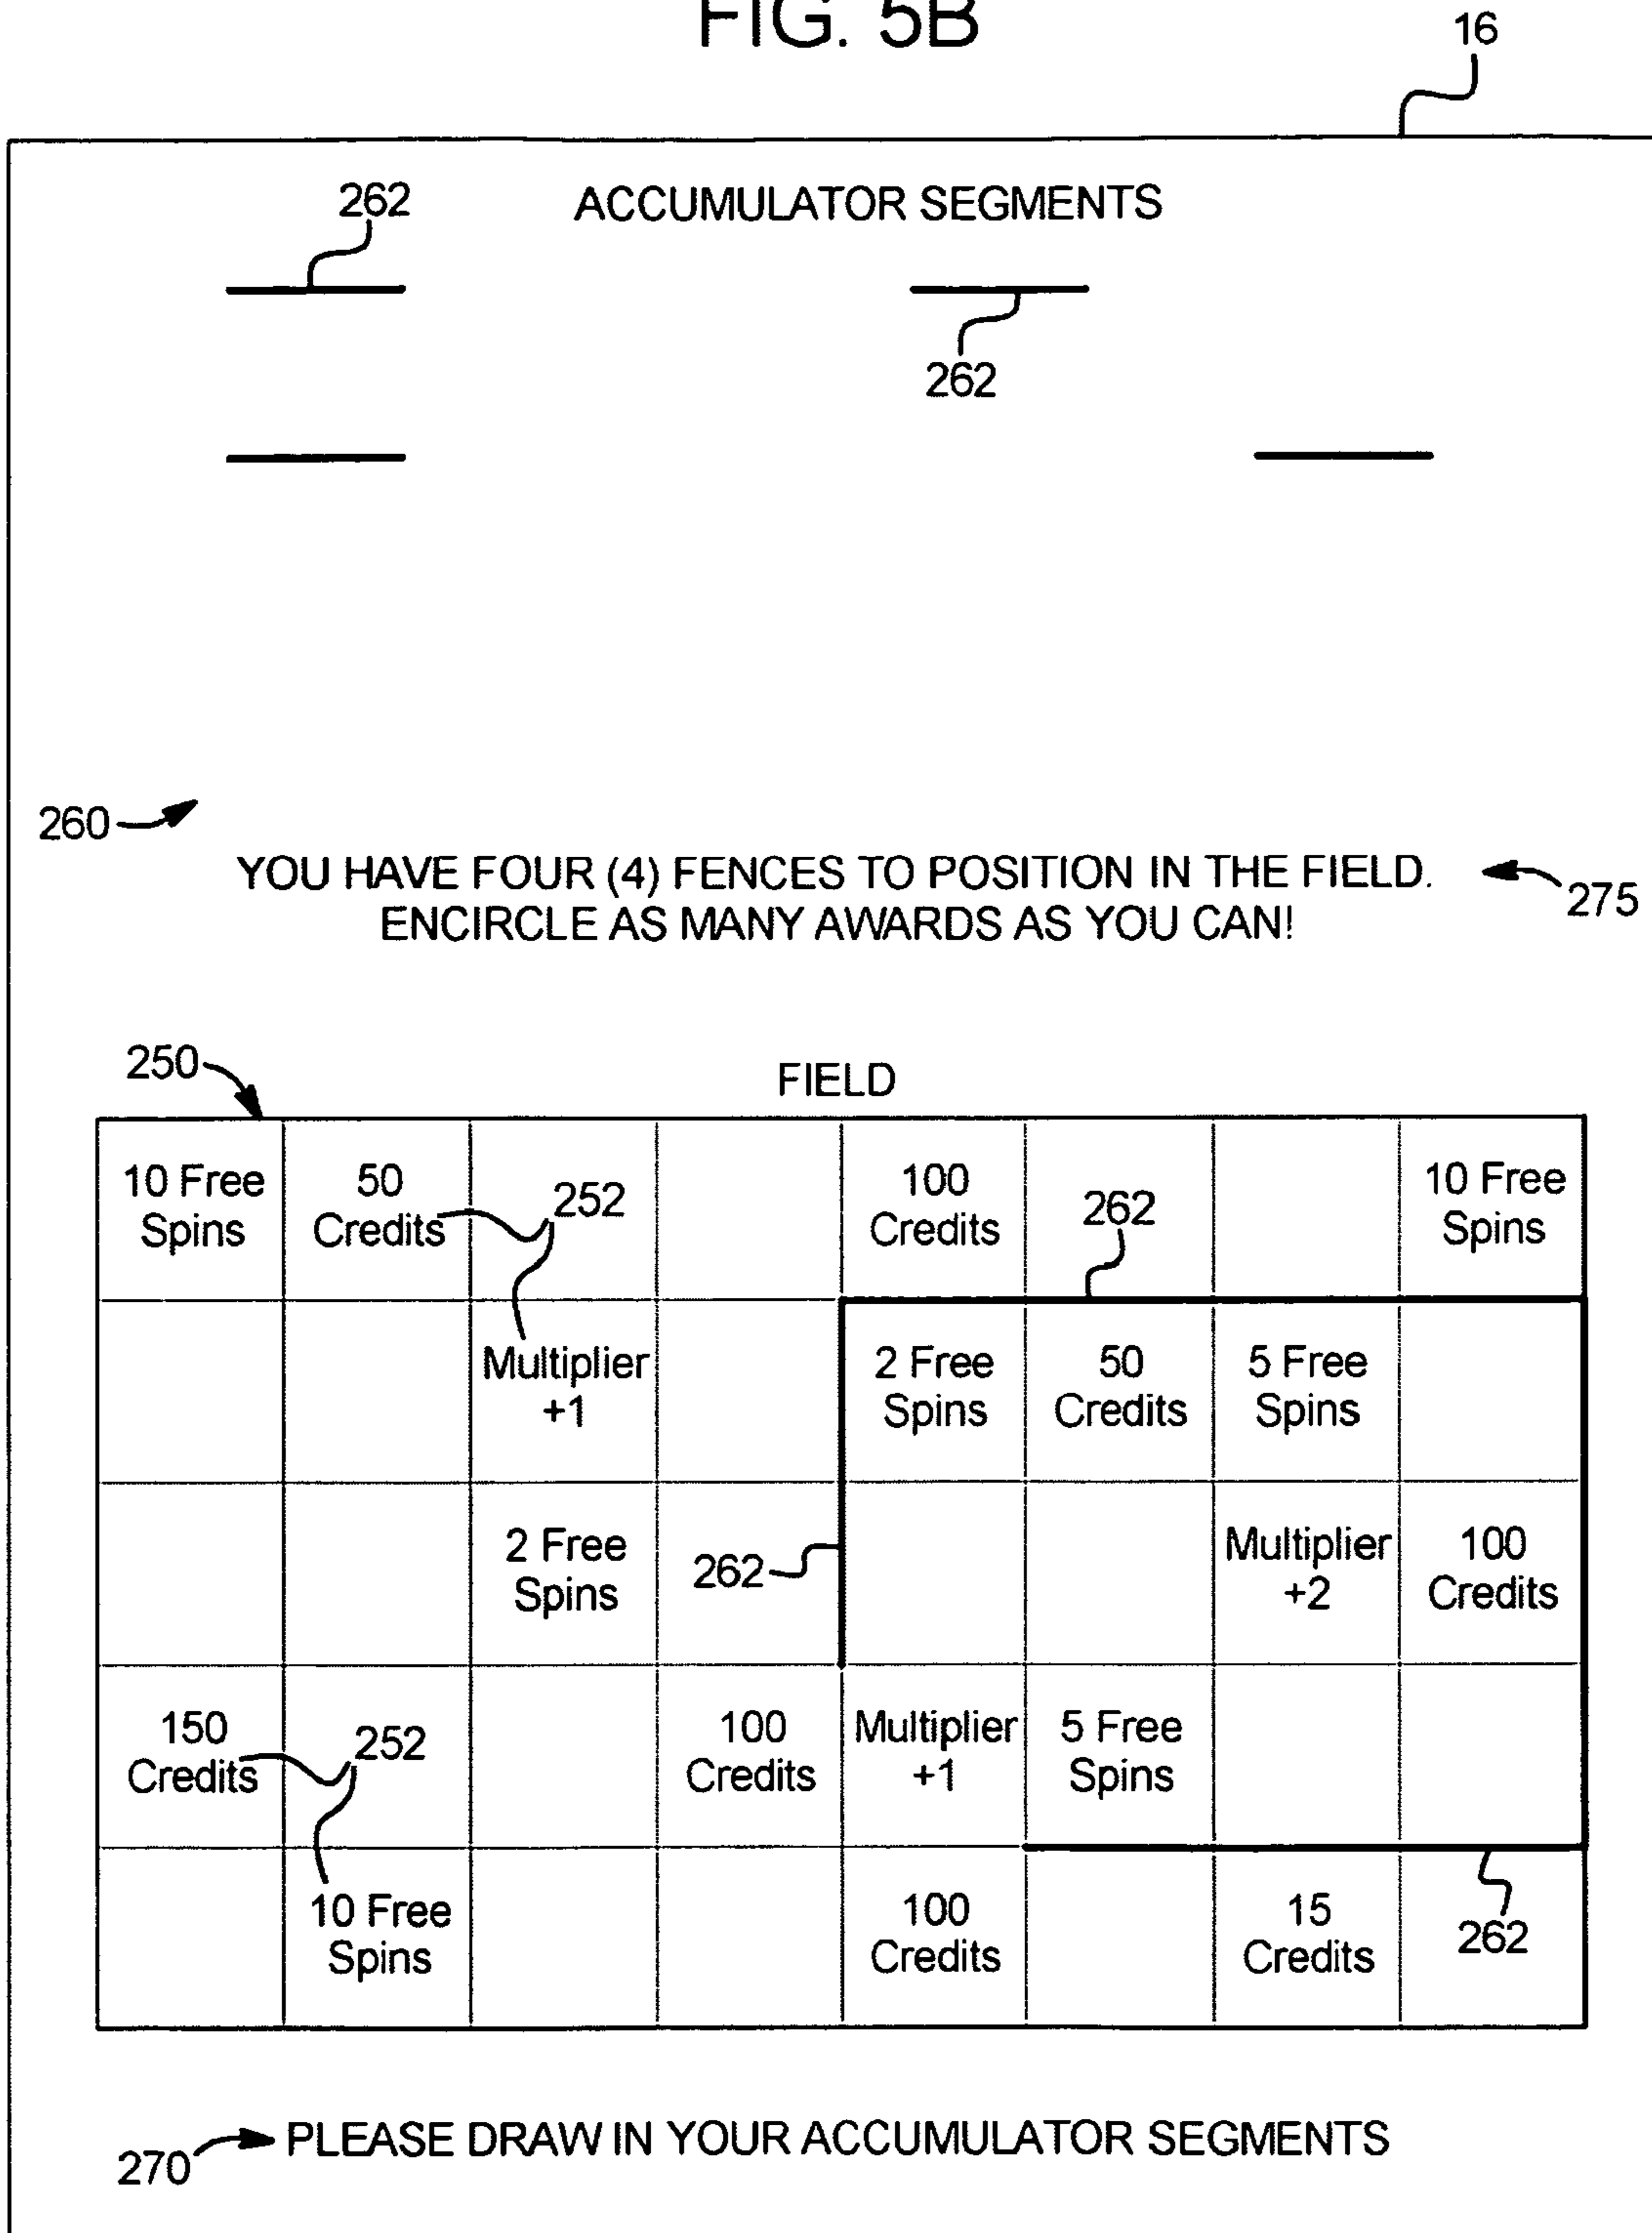 FIG. 5B
16
262
ACCUMULATOR SEGMENTS
262
260
YOU HAVE FOUR (4) FENCES TO POSITION IN THE FIELD.
275
ENCIRCLE AS MANY AWARDS AS YOU CAN!
250
FIELD
10 Free
Spins
50
Credits
252
100
Credits
262
10 Free
Spins
Multiplier
+1
2 Free
Spins
50
Credits
5 Free
Spins
2 Free
Spins
262
Multiplier
+2
100
Credits
150
Credits
252
100
Credits
Multiplier
+1
5 Free
Spins
10 Free
Spins
100
Credits
15
Credits
262
270
PLEASE DRAW IN YOUR ACCUMULATOR SEGMENTS